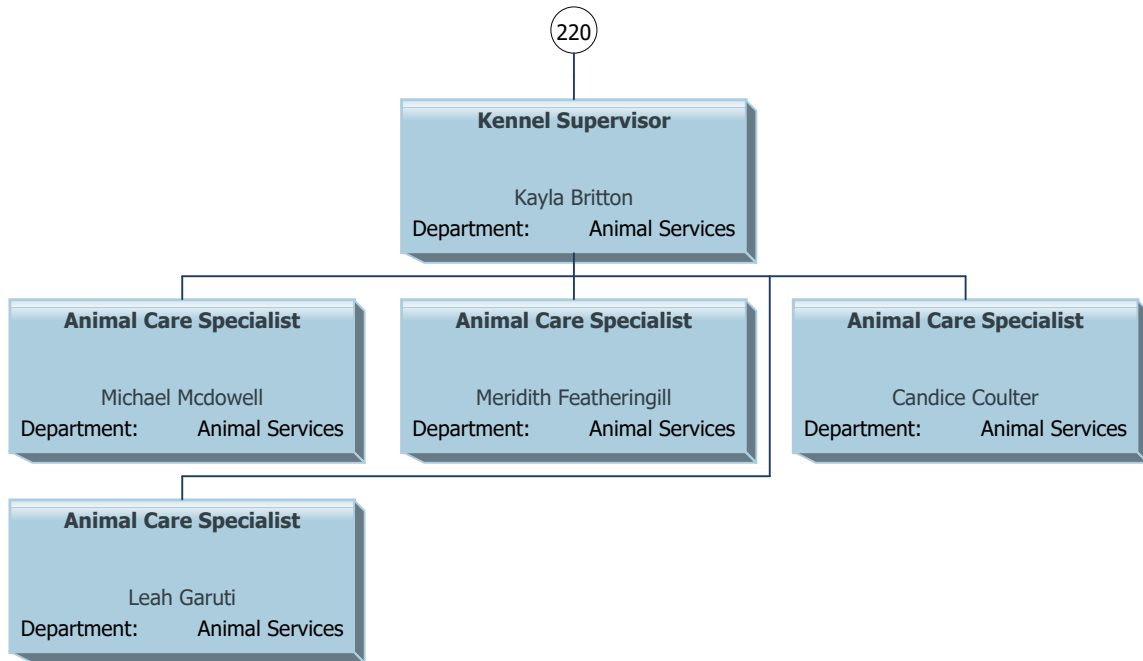 220
Kennel Supervisor
Kayla Britton
Department: Animal Services
Animal Care Specialist
Michael Mcdowell
Department: Animal Services
Animal Care Specialist
Meridith Featheringill
Department: Animal Services
Animal Care Specialist
Candice Coulter
Department: Animal Services
Animal Care Specialist
Leah Garuti
Department: Animal Services